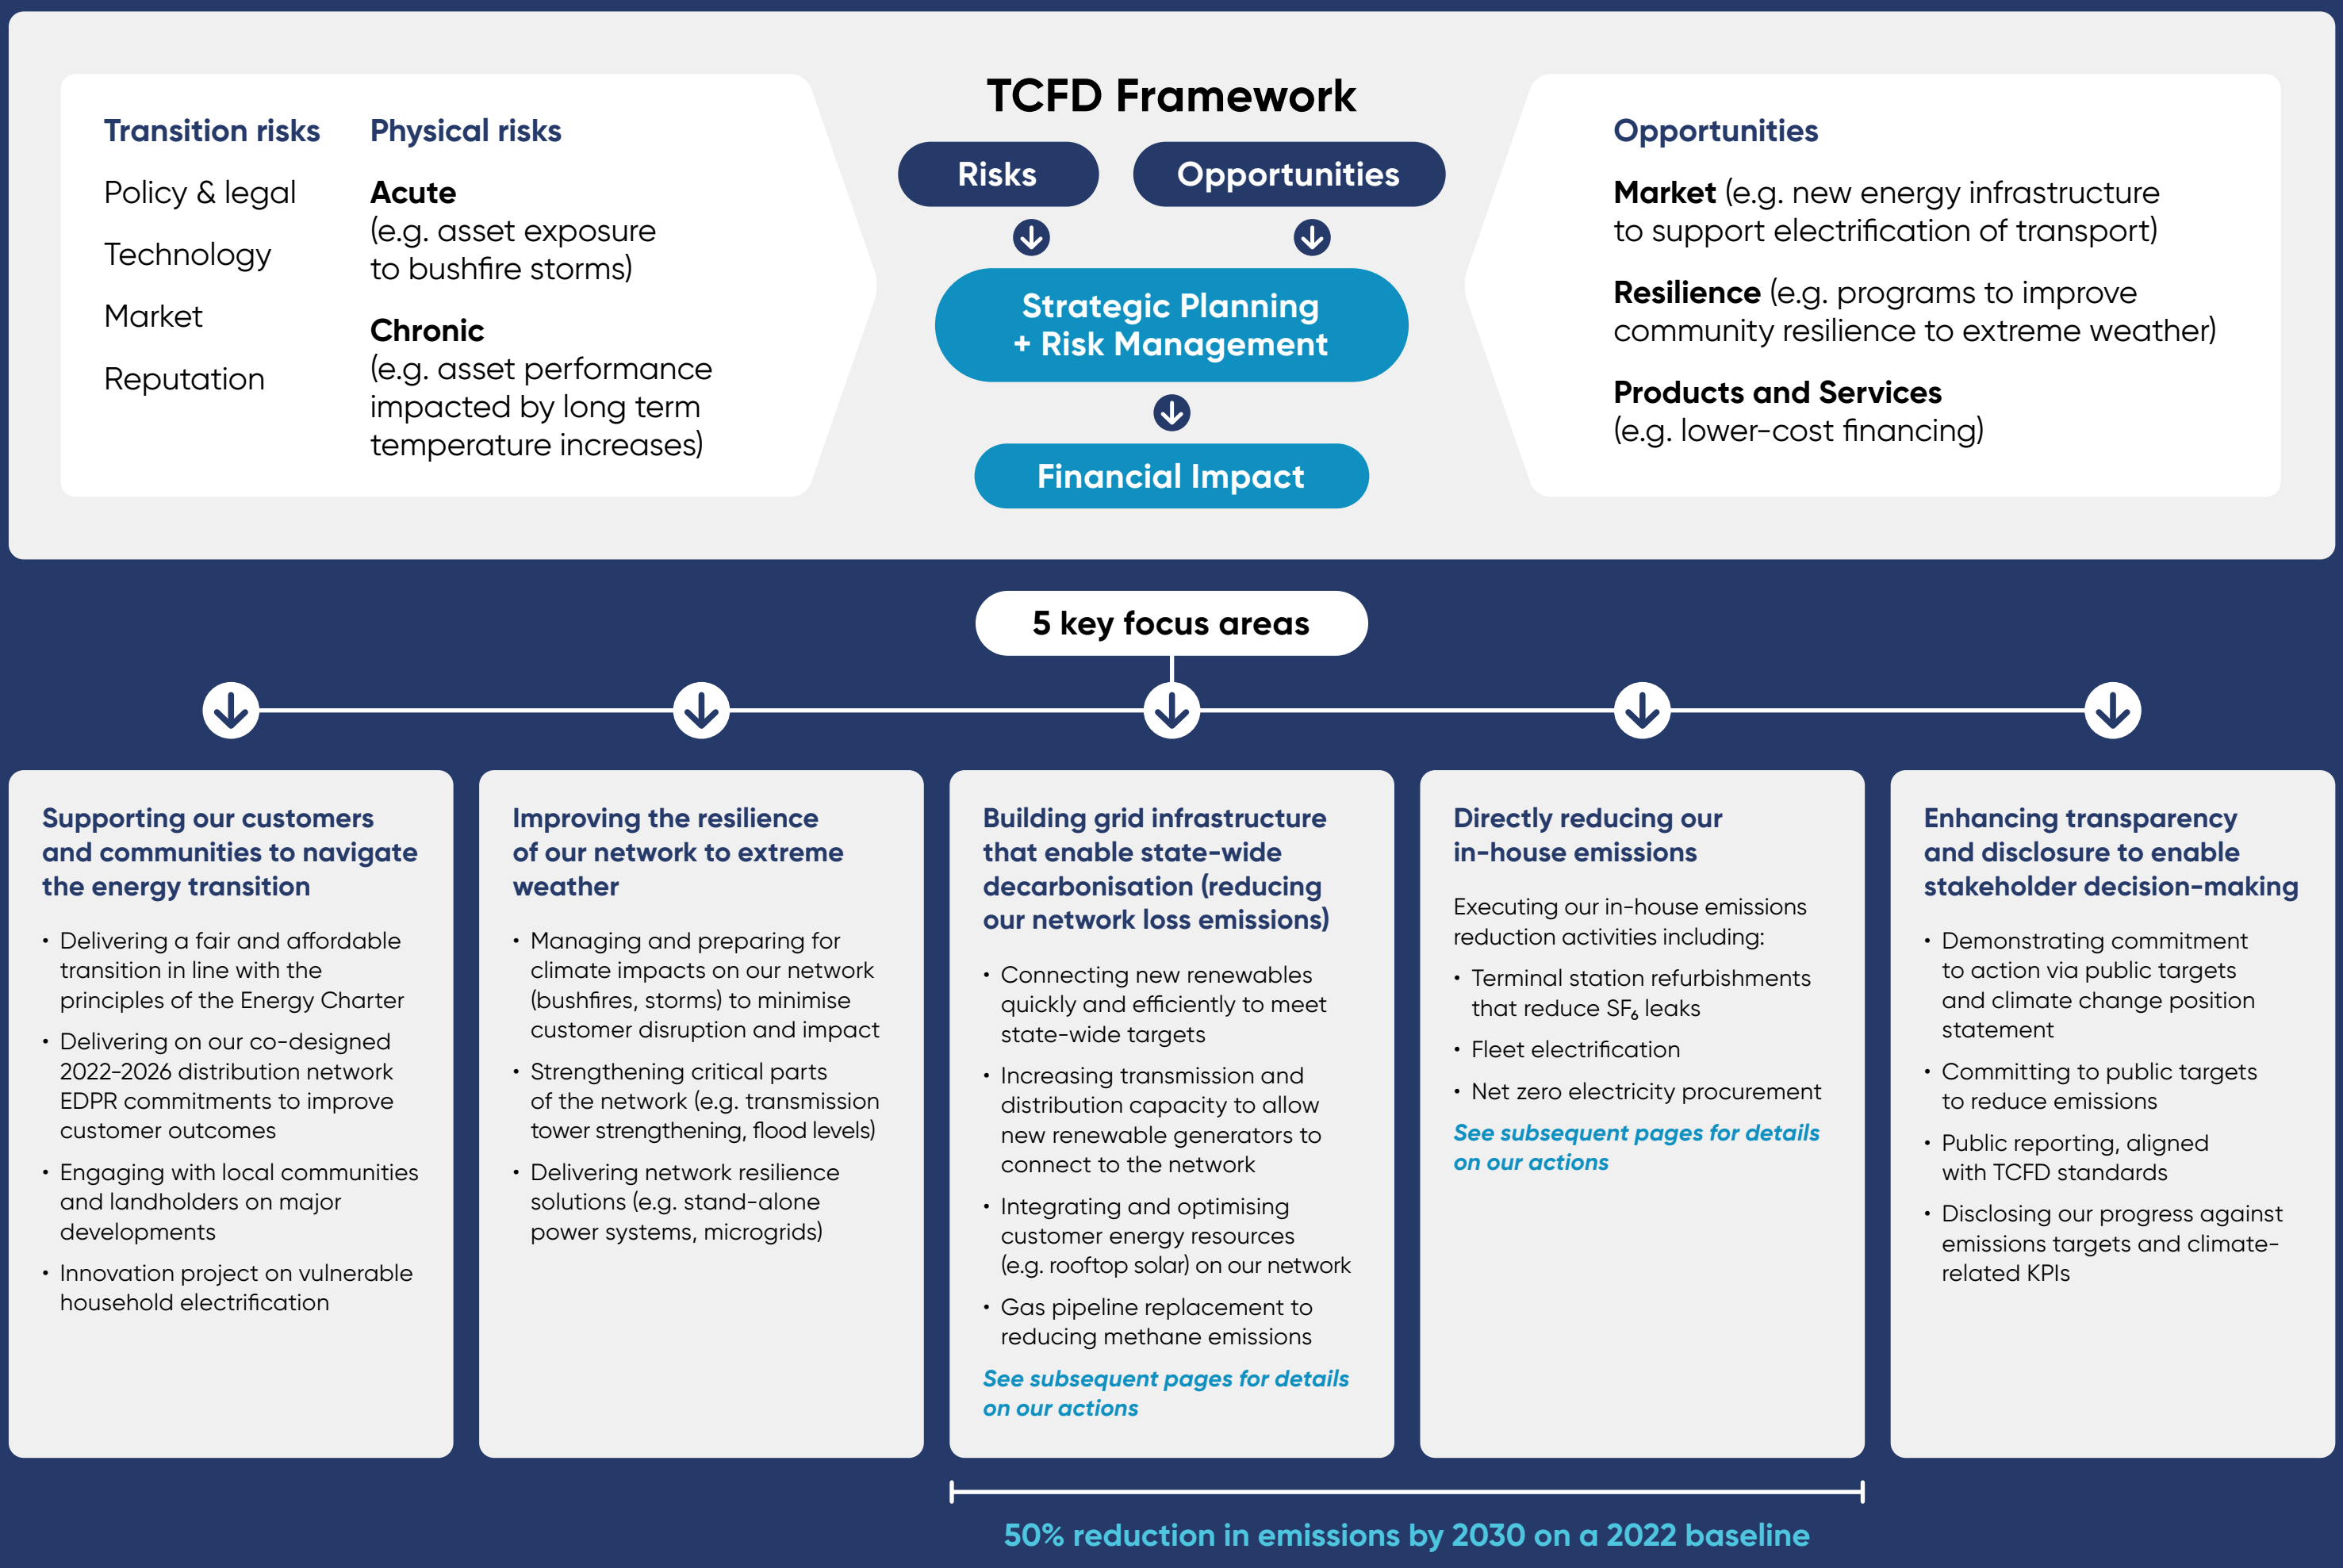 TCFD Framework
Transition risks
Policy & legal
Technology
Market
Reputation
Physical risks
Acute
(e.g. asset exposure
to bushfire storms)
Chronic
(e.g. asset performance
impacted by long term
temperature increases)
Risks
Opportunities
Strategic Planning
+ Risk Management
Financial Impact
Opportunities
Market (e.g. new energy infrastructure
to support electrification of transport)
Resilience (e.g. programs to improve
community resilience to extreme weather)
Products and Services
(e.g. lower-cost financing)
5 key focus areas
Supporting our customers
and communities to navigate
the energy transition
• Delivering a fair and affordable
transition in line with the
principles of the Energy Charter
• Delivering on our co-designed
2022-2026 distribution network
EDPR commitments to improve
customer outcomes
• Engaging with local communities
and landholders on major
developments
• Innovation project on vulnerable
household electrification
Improving the resilience
of our network to extreme
weather
• Managing and preparing for
climate impacts on our network
(bushfires, storms) to minimise
customer disruption and impact
• Strengthening critical parts
of the network (e.g. transmission
tower strengthening, flood levels)
• Delivering network resilience
solutions (e.g. stand-alone
power systems, microgrids)
Building grid infrastructure
that enable state-wide
decarbonisation (reducing
our network loss emissions)
• Connecting new renewables
quickly and efficiently to meet
state-wide targets
• Increasing transmission and
distribution capacity to allow
new renewable generators to
connect to the network
• Integrating and optimising
customer energy resources
(e.g. rooftop solar) on our network
• Gas pipeline replacement to
reducing methane emissions
See subsequent pages for details
on our actions
Directly reducing our
in-house emissions
Executing our in-house emissions
reduction activities including:
• Terminal station refurbishments
that reduce SF₆ leaks
• Fleet electrification
• Net zero electricity procurement
See subsequent pages for details
on our actions
Enhancing transparency
and disclosure to enable
stakeholder decision-making
• Demonstrating commitment
to action via public targets
and climate change position
statement
• Committing to public targets
to reduce emissions
• Public reporting, aligned
with TCFD standards
• Disclosing our progress against
emissions targets and climate-
related KPIs
50% reduction in emissions by 2030 on a 2022 baseline